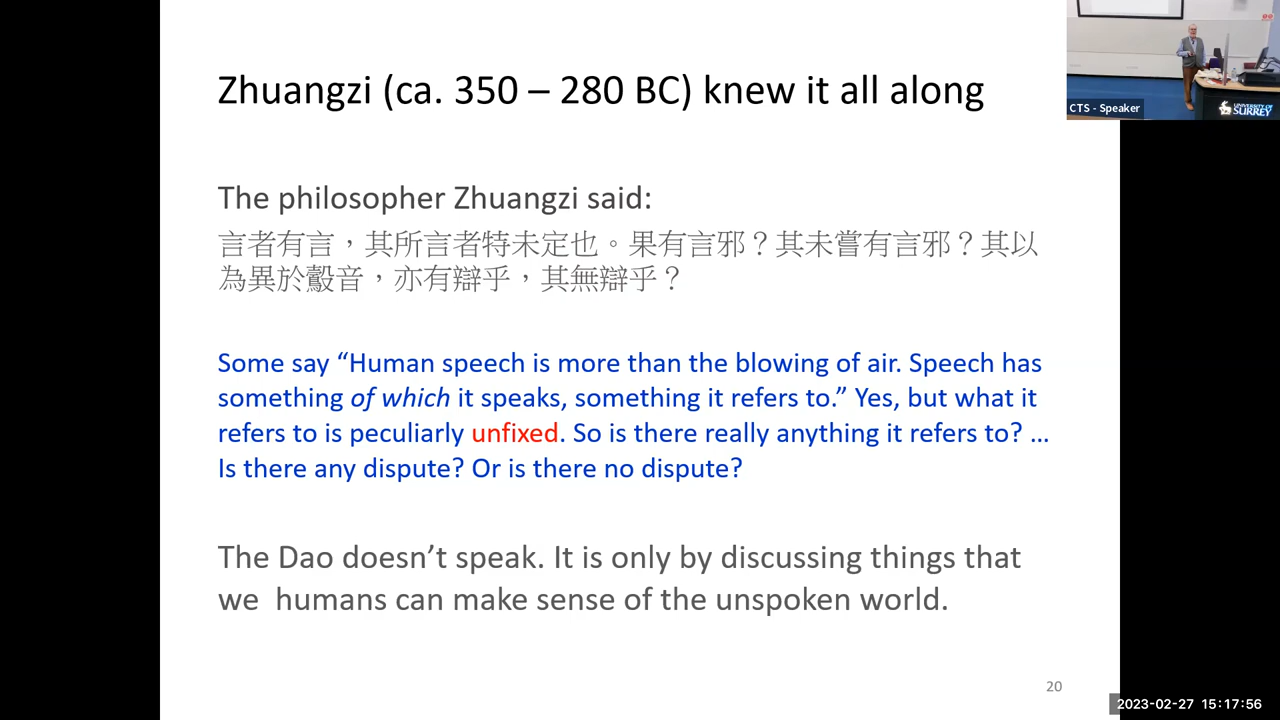 Zhuangzi (ca. 350 – 280 BC) knew it all along
The philosopher Zhuangzi said:
言者有言，其所言者特未定也。果有言邪？其未嘗有言邪？其以
為異於鷇音，亦有辯乎，其無辯乎？
Some say “Human speech is more than the blowing of air. Speech has
something of which it speaks, something it refers to.” Yes, but what it
refers to is peculiarly unfixed. So is there really anything it refers to? …
Is there any dispute? Or is there no dispute?
The Dao doesn’t speak. It is only by discussing things that
we humans can make sense of the unspoken world.
20
CTS - Speaker
UNIVERSITY OF
SURREY
2023-02-27 15:17:56